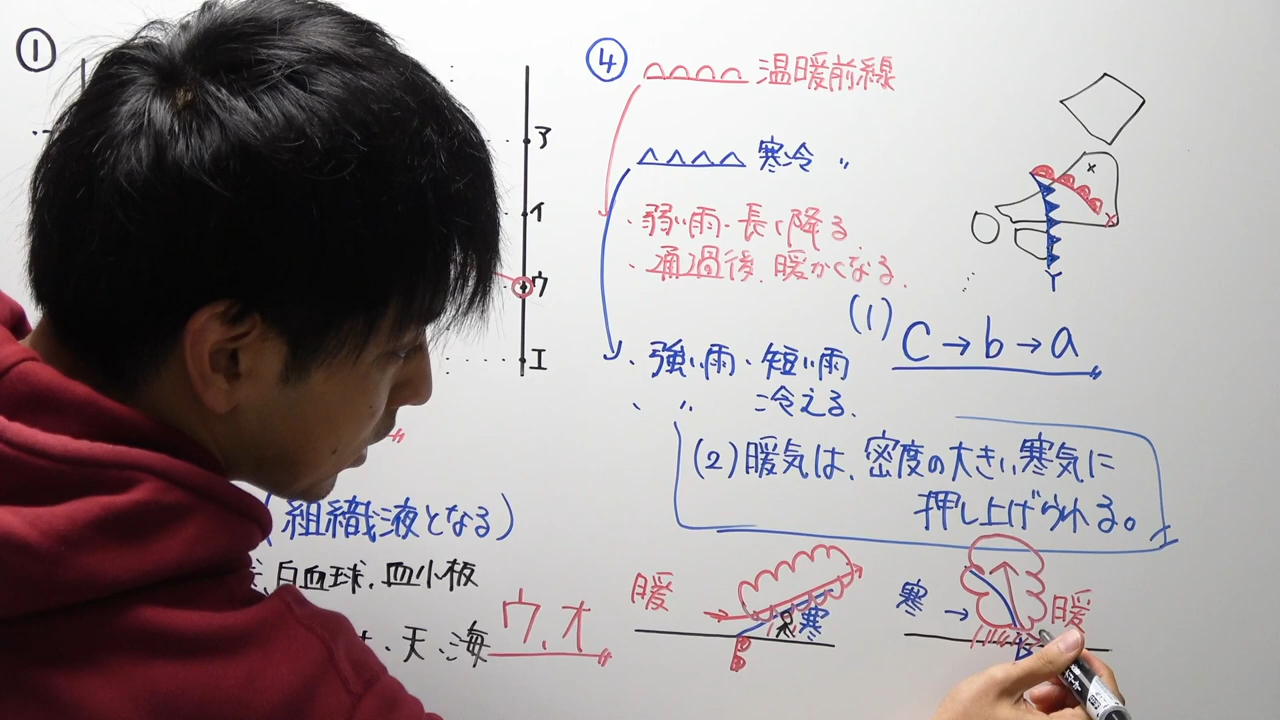 ①
ア
イ
ウ
エ
(組織液となる)
白血球.血小板
・天・海
ウ、オ
④
温暖前線
寒冷 〃
・弱い雨・長く降る
・通過後、暖かくなる.
・強い雨・短い雨
・ 〃 冷える.
(1)
C→b→a
(2)暖気は、密度の大きい寒気に
押し上げられる。
x
x
Y
暖
寒
寒
暖